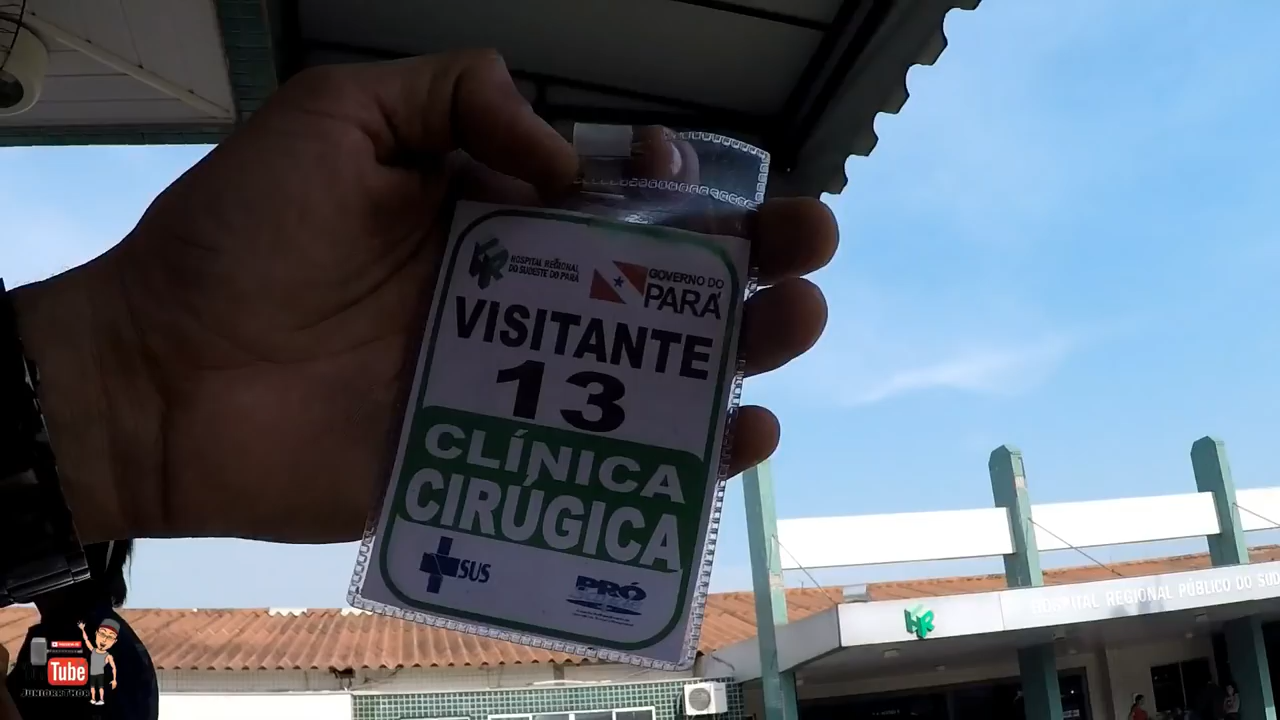 HOSPITAL REGIONAL
DO SUDESTE DO PARÁ
GOVERNO DO
PARÁ
VISITANTE
13
CLÍNICA
CIRÚGICA
SUS
PRÓ
HOSPITAL REGIONAL PÚBLICO DO SUD
Tube